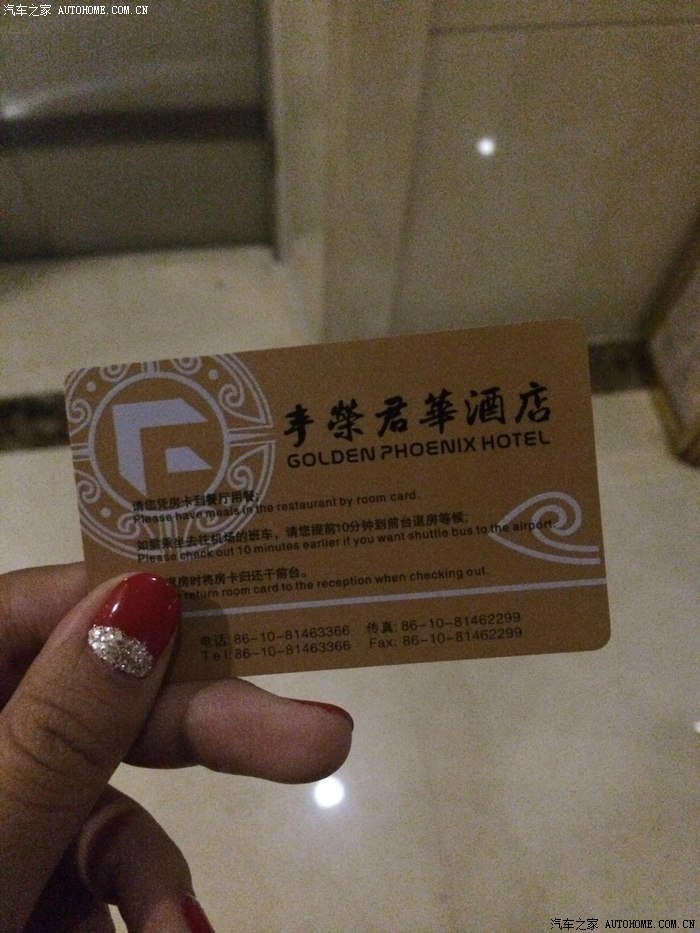 汽车之家 AUTOHOME.COM.CN
榮君華酒店
GOLDEN PHOENIX HOTEL
请您凭房卡到餐厅用餐;
Please have meals in the restaurant by room card.
如需乘坐去往机场的班车，请您提前10分钟到前台退房等候;
Please check out 10 minutes earlier if you want shuttle bus to the airport.
退房时将房卡归还于前台。
return room card to the reception when checking out.
电话: 86-10-81463366 传真: 86-10-81462299
Tel: 86-10-81463366 Fax: 86-10-81462299
汽车之家 AUTOHOME.COM.CN